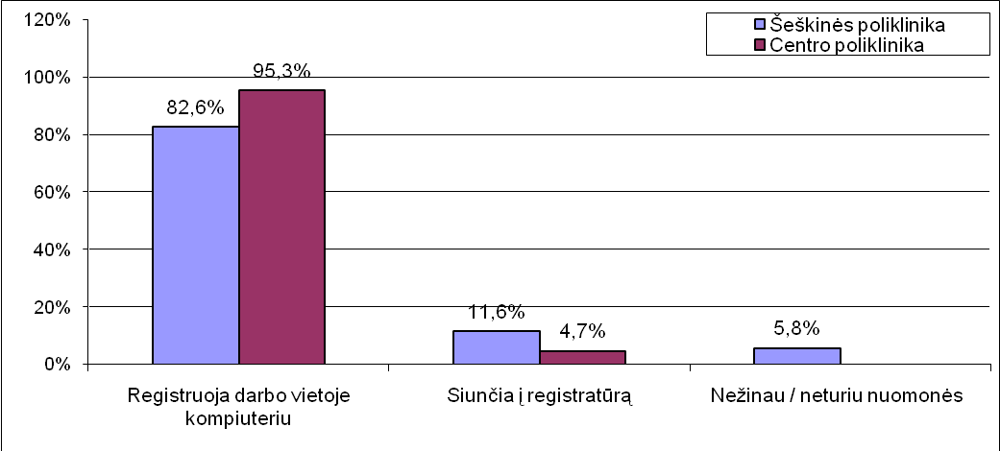 120%
100%
80%
60%
40%
20%
0%
Šeškinės poliklinika
Centro poliklinika
82,6%
95,3%
11,6%
4,7%
5,8%
Registruoja darbo vietoje
kompiuteriu
Siunčia į registratūrą
Nežinau / neturiu nuomonės